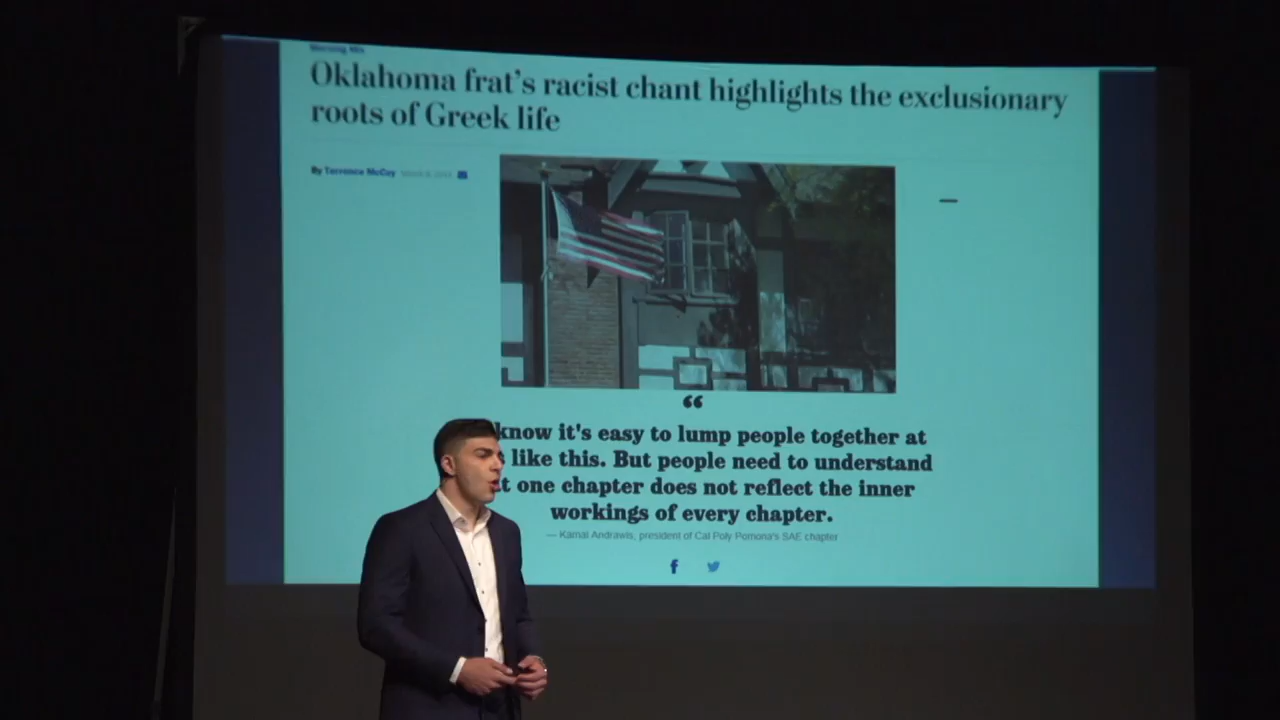 Morning Mix
Oklahoma frat's racist chant highlights the exclusionary
roots of Greek life
By Terrence McCoy
“
know it's easy to lump people together at
like this. But people need to understand
one chapter does not reflect the inner
workings of every chapter.
— Kamal Andrawis, president of Cal Poly Pomona's SAE chapter